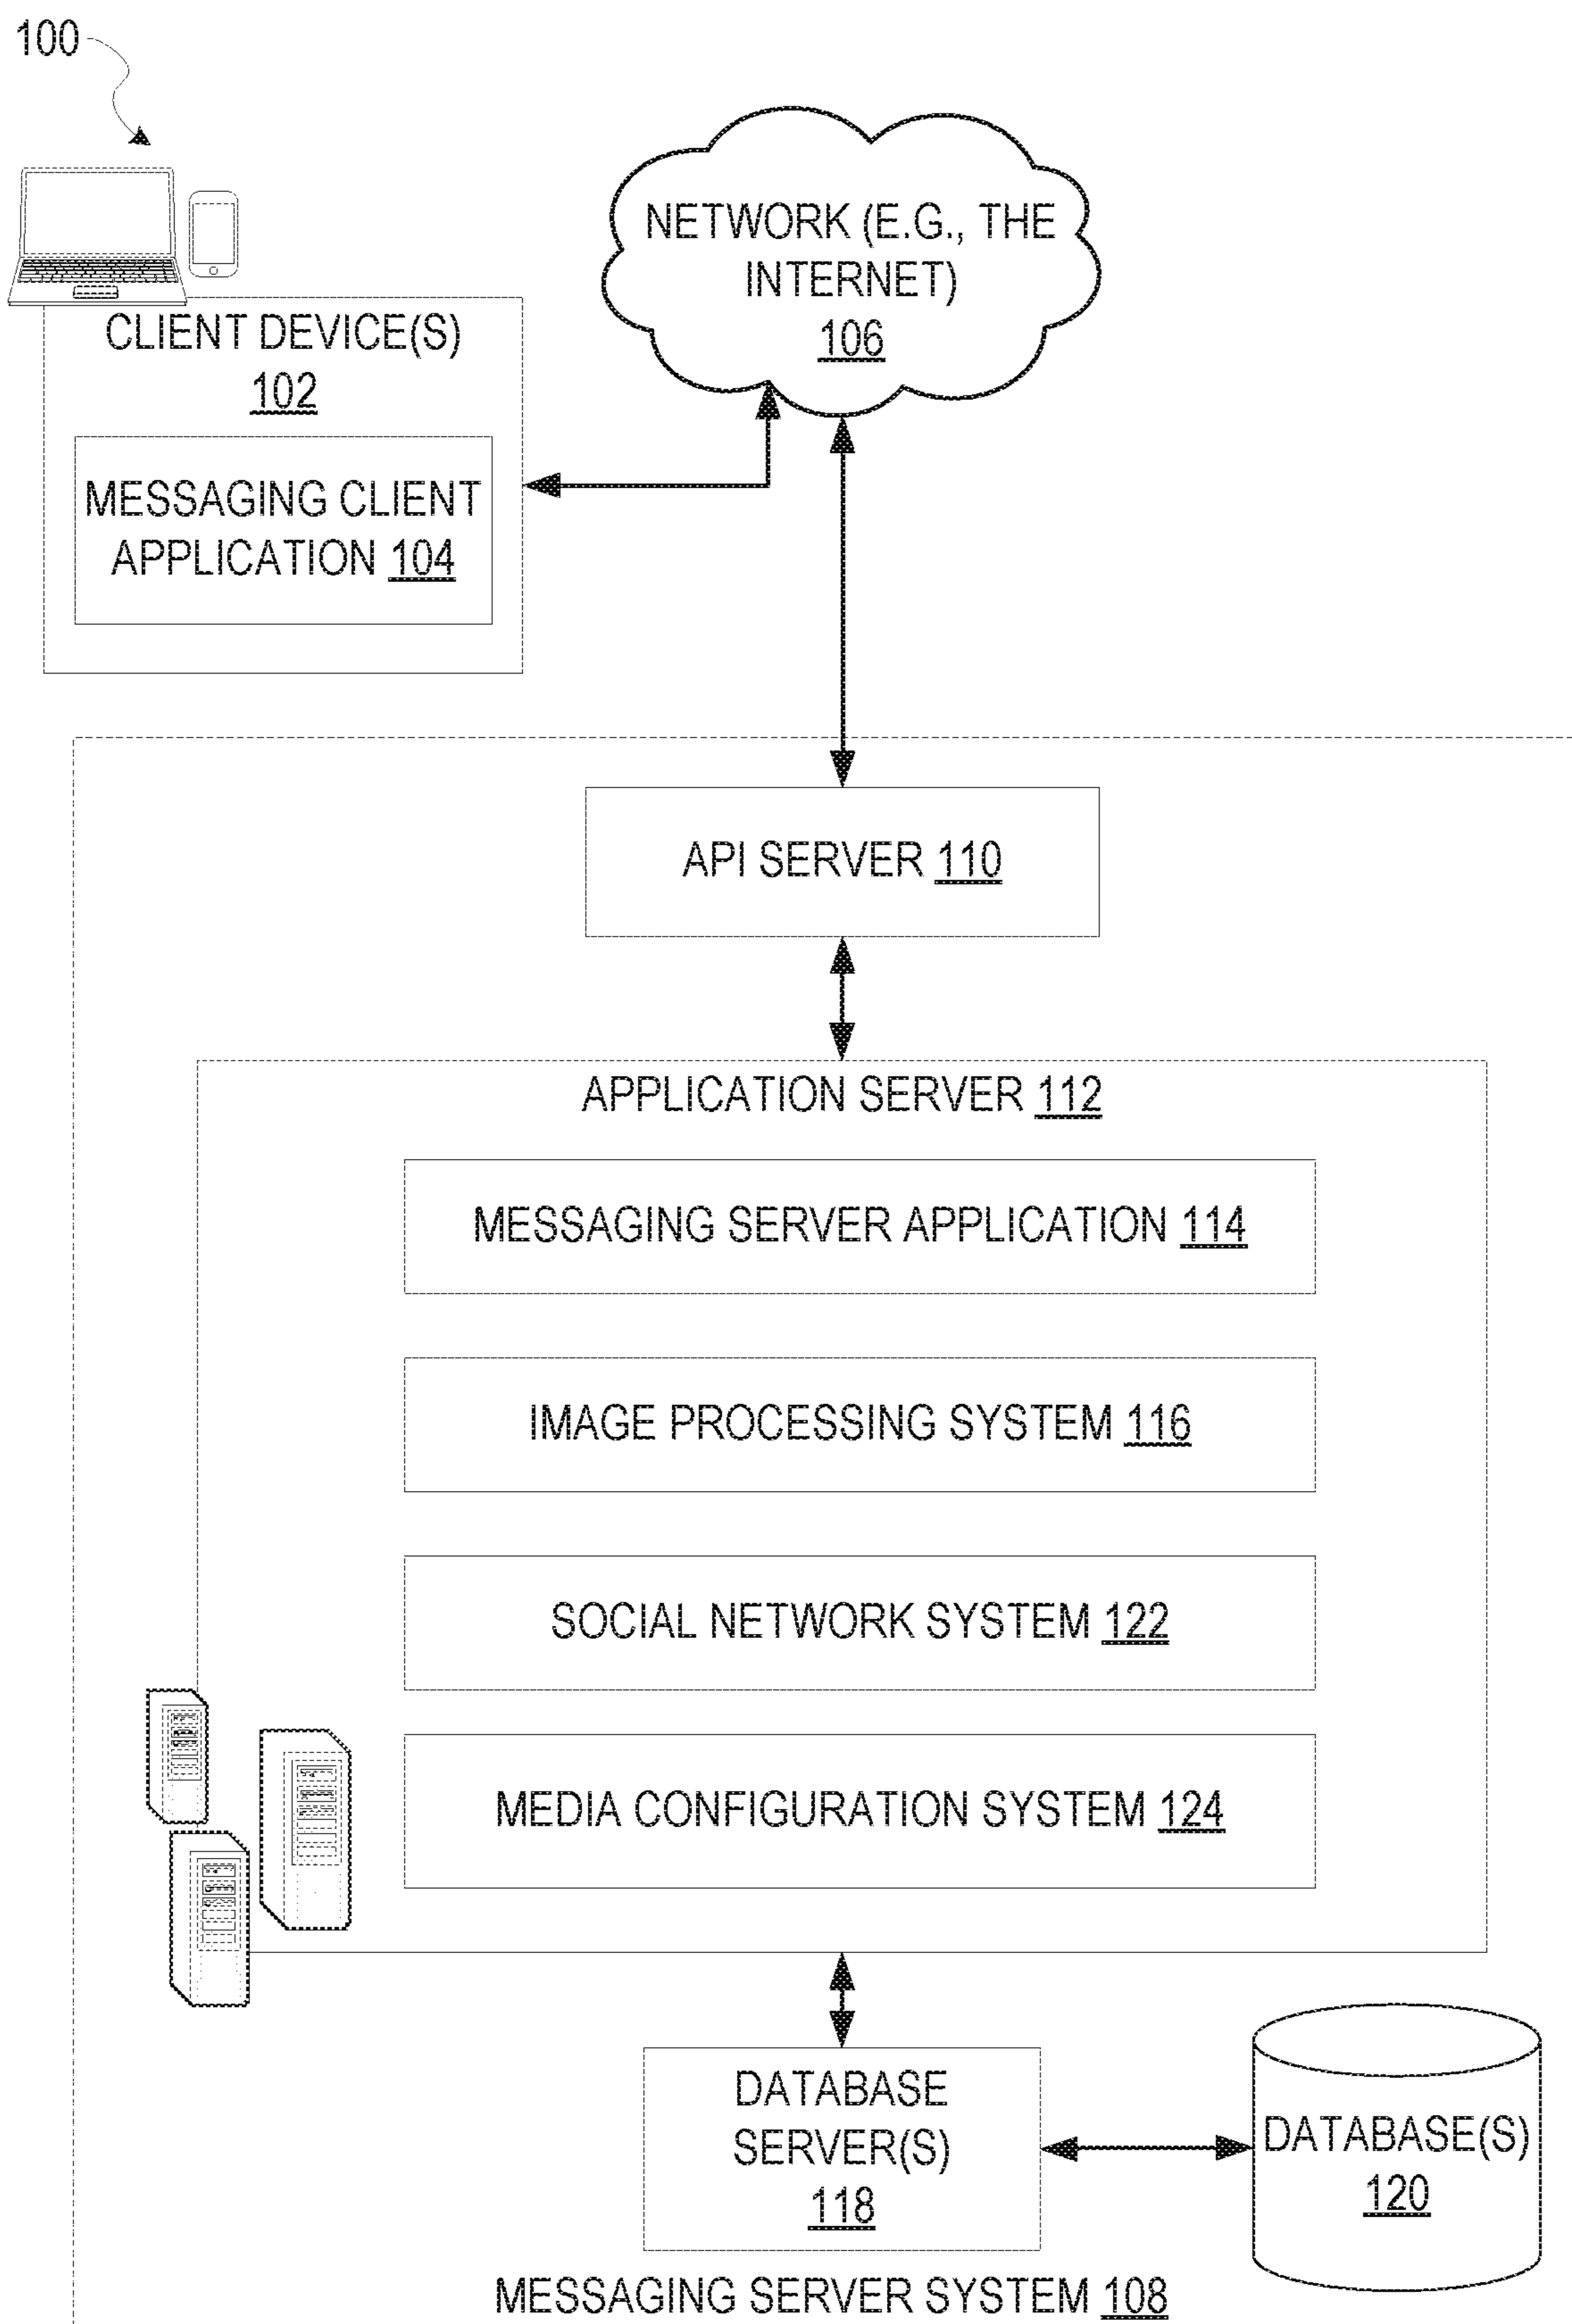 100
NETWORK (E.G., THE
INTERNET)
106
CLIENT DEVICE(S)
102
MESSAGING CLIENT
APPLICATION 104
API SERVER 110
APPLICATION SERVER 112
MESSAGING SERVER APPLICATION 114
IMAGE PROCESSING SYSTEM 116
SOCIAL NETWORK SYSTEM 122
MEDIA CONFIGURATION SYSTEM 124
DATABASE
SERVER(S)
118
DATABASE(S)
120
MESSAGING SERVER SYSTEM 108